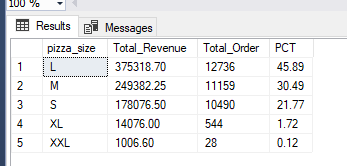 100 %
Results Messages
pizza_size Total_Revenue Total_Order PCT
1 L 375318.70 12736 45.89
2 M 249382.25 11159 30.49
3 S 178076.50 10490 21.77
4 XL 14076.00 544 1.72
5 XXL 1006.60 28 0.12